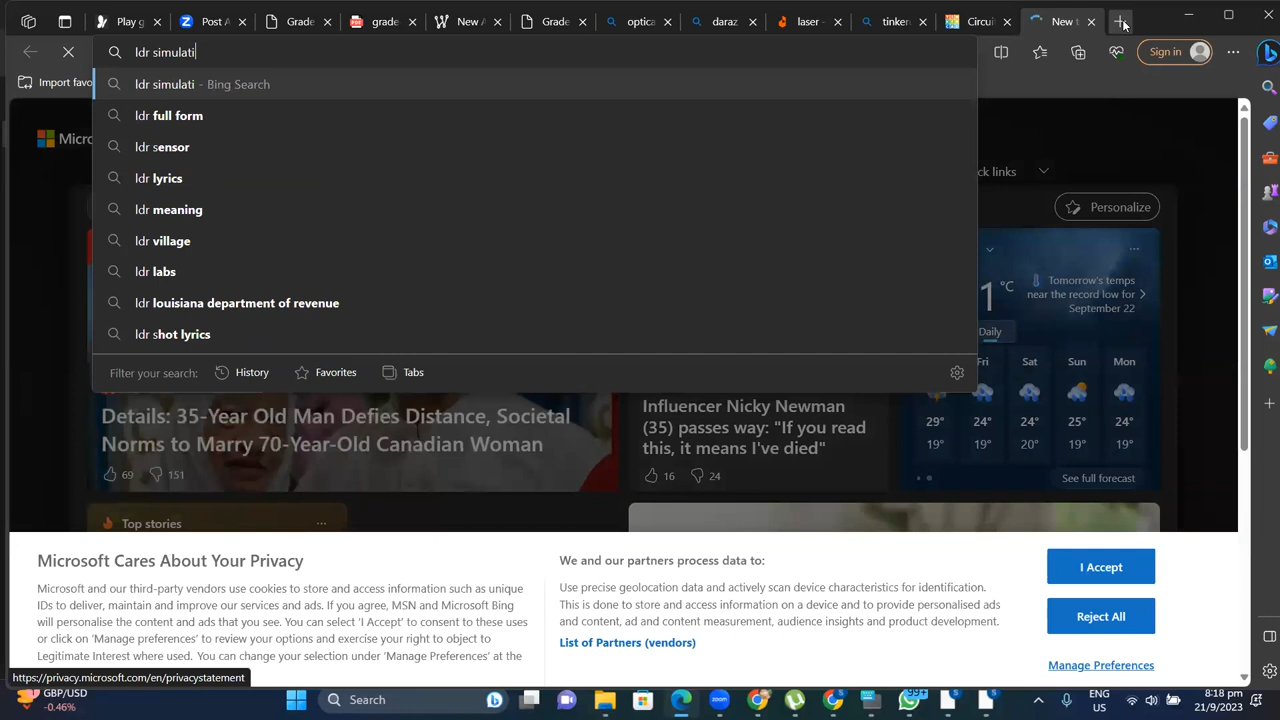 Play g
Post A
Grade
grade
New A
Grade
optica
daraz
laser -
tinker
Circui
New t
ldr simulati
Sign in
Import favo
ldr simulati - Bing Search
ldr full form
ldr sensor
ldr lyrics
ldr meaning
ldr village
ldr labs
ldr louisiana department of revenue
ldr shot lyrics
Filter your search:
History
Favorites
Tabs
Micro
ck links
Personalize
1 °C
Tomorrow's temps
near the record low for
September 22
Daily
Fri
Sat
Sun
Mon
29°
24°
25°
24°
19°
20°
19°
19°
See full forecast
Details: 35-Year Old Man Defies Distance, Societal
Norms to Marry 70-Year-Old Canadian Woman
69
151
Influencer Nicky Newman
(35) passes way: "If you read
this, it means I've died"
16
24
Top stories
Microsoft Cares About Your Privacy
Microsoft and our third-party vendors use cookies to store and access information such as unique
IDs to deliver, maintain and improve our services and ads. If you agree, MSN and Microsoft Bing
will personalise the content and ads that you see. You can select 'I Accept' to consent to these uses
or click on 'Manage preferences' to review your options and exercise your right to object to
Legitimate Interest where used. You can change your selection under 'Manage Preferences' at the
We and our partners process data to:
Use precise geolocation data and actively scan device characteristics for identification.
This is done to store and access information on a device and to provide personalised ads
and content, ad and content measurement, audience insights and product development.
List of Partners (vendors)
I Accept
Reject All
Manage Preferences
https://privacy.microsoft.com/en/privacystatement
GBP/USD
-0.46%
Search
zoom
99+
ENG
US
8:18 pm
21/9/2023